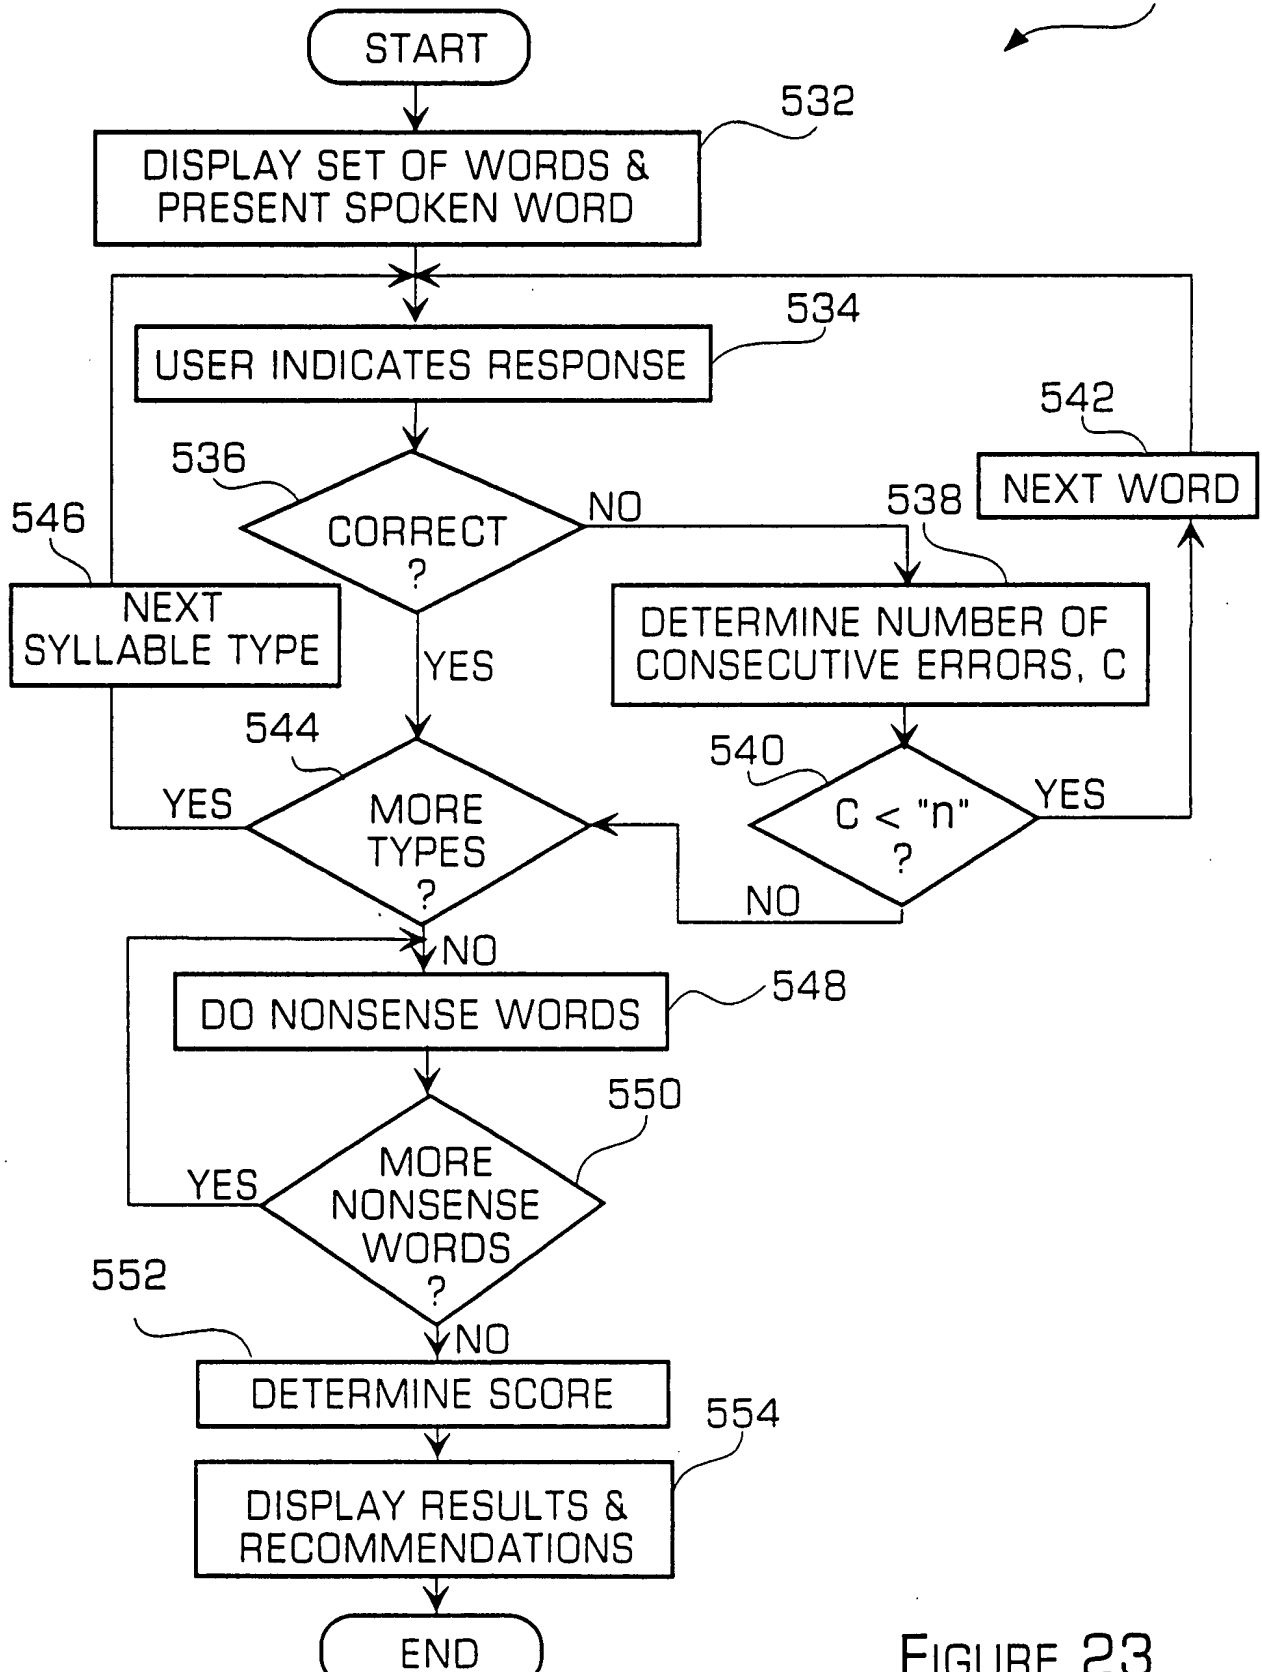 START
532
DISPLAY SET OF WORDS &
PRESENT SPOKEN WORD
534
USER INDICATES RESPONSE
542
NEXT WORD
536
CORRECT
?
NO
538
546
NEXT
SYLLABLE TYPE
DETERMINE NUMBER OF
CONSECUTIVE ERRORS, C
YES
544
540
YES
MORE
TYPES
?
C < "n"
?
YES
NO
NO
548
DO NONSENSE WORDS
550
MORE
NONSENSE
WORDS
?
YES
552
NO
DETERMINE SCORE
554
DISPLAY RESULTS &
RECOMMENDATIONS
END
FIGURE 23